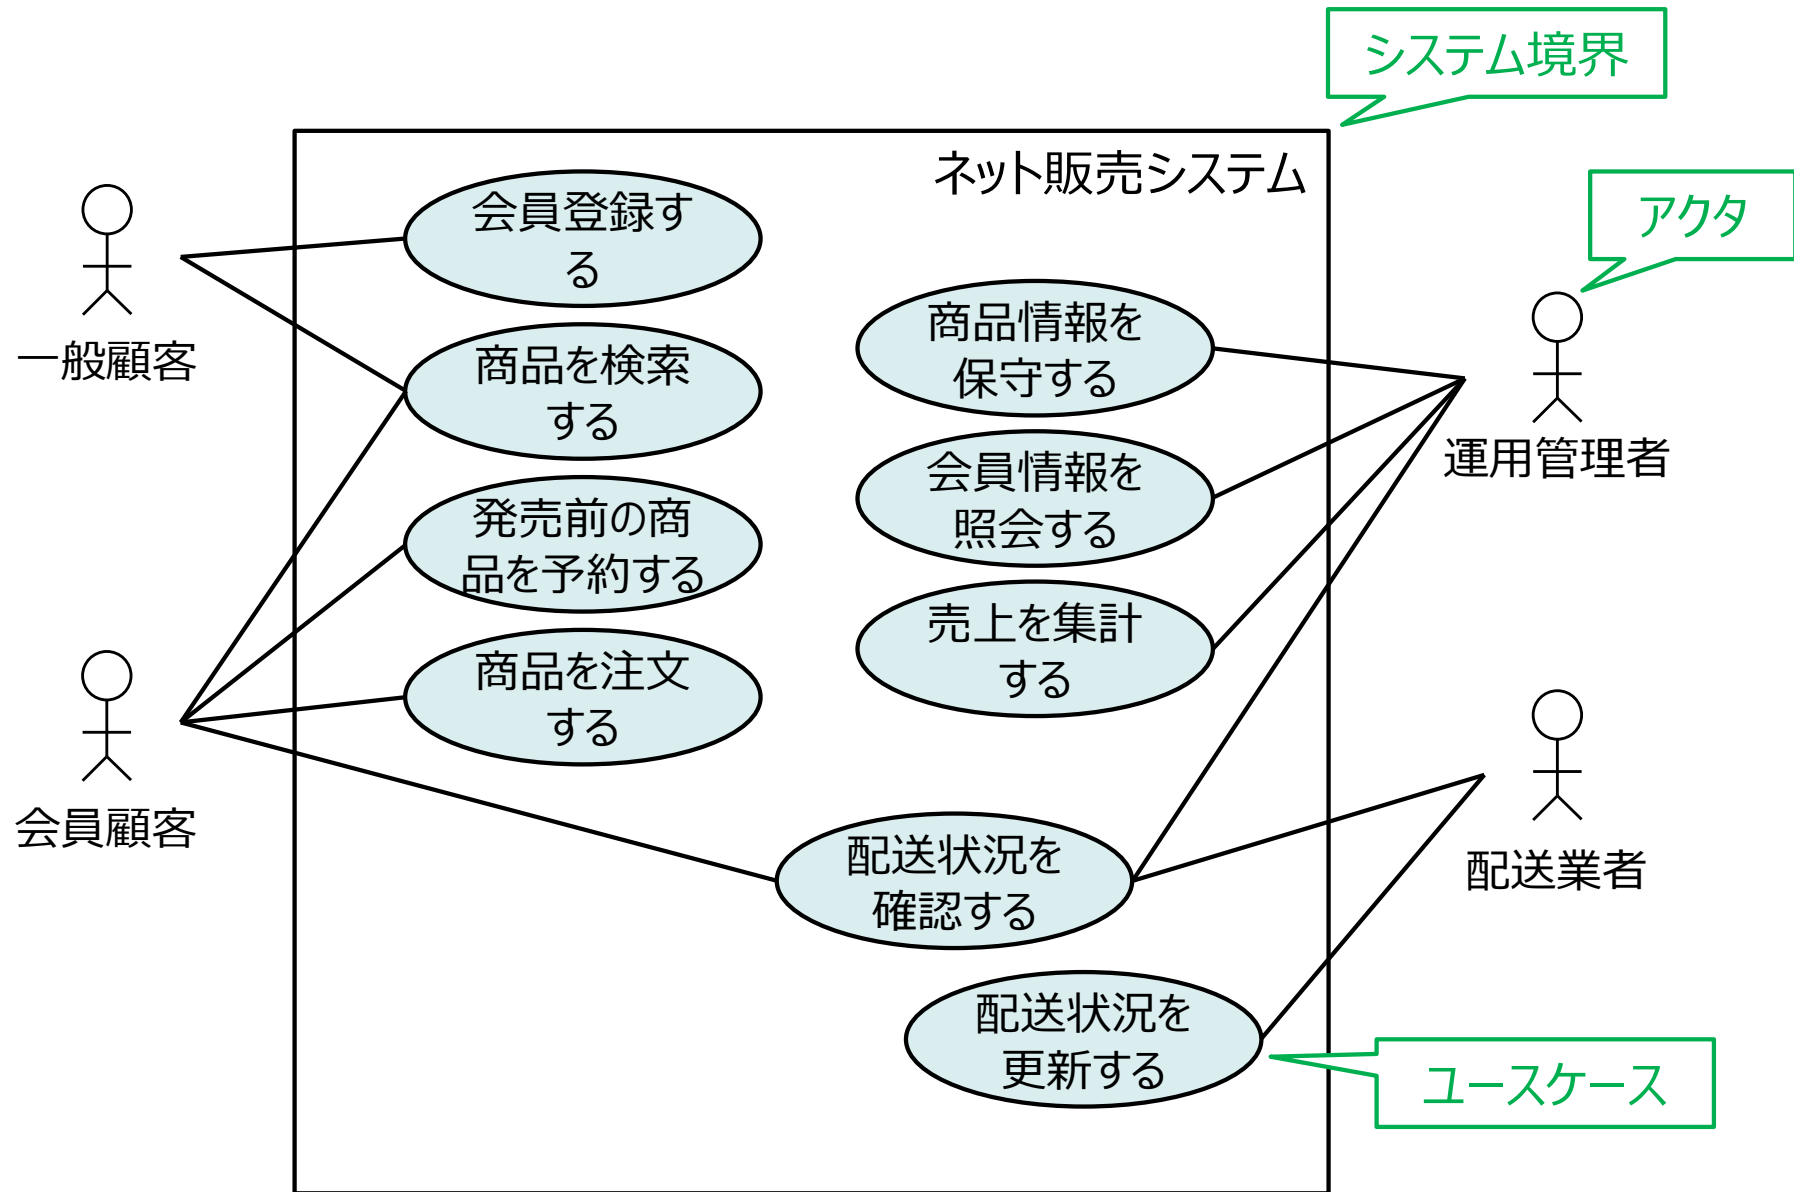 システム境界
ネット販売システム
アクタ
会員登録す
る
商品情報を
保守する
一般顧客
商品を検索
する
運用管理者
会員情報を
照会する
発売前の商
品を予約する
売上を集計
する
商品を注文
する
会員顧客
配送状況を
確認する
配送業者
配送状況を
更新する
ユースケース